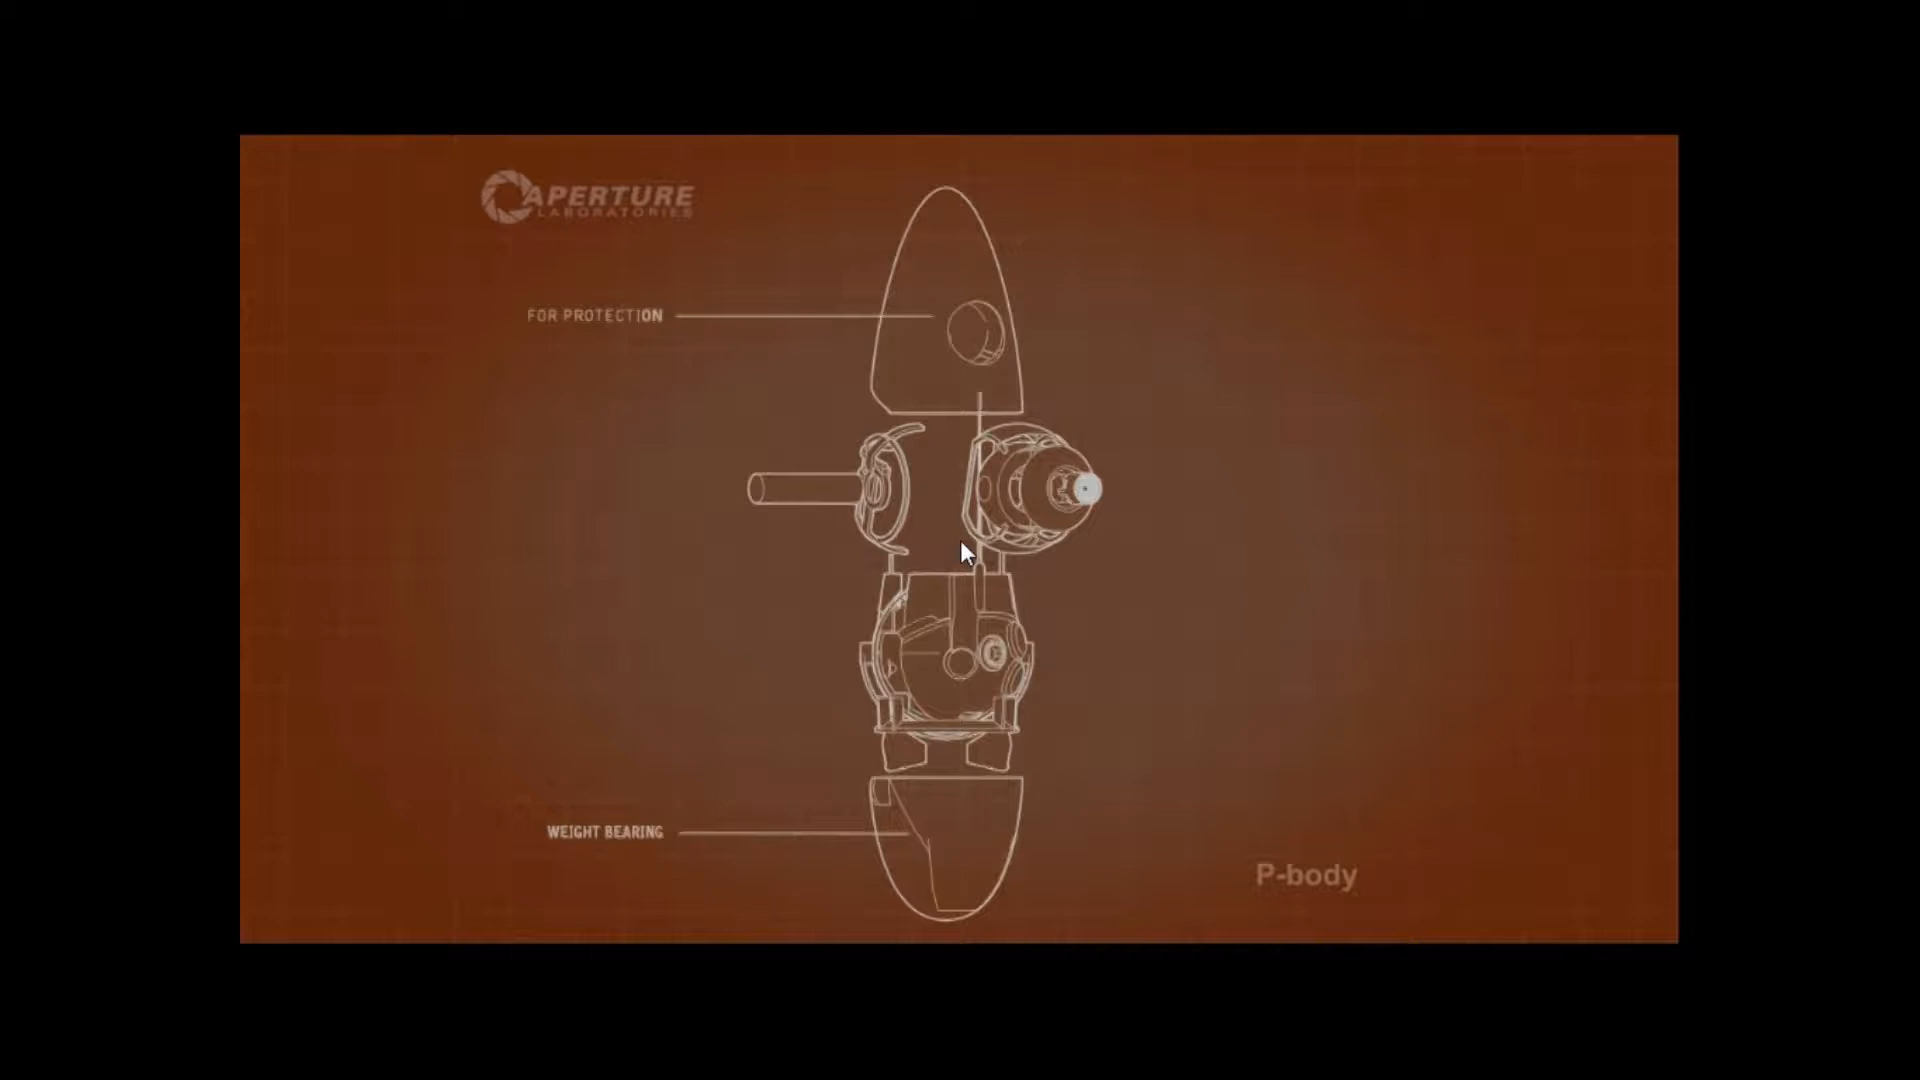 APERTURE
LABORATORIES
FOR PROTECTION
WEIGHT BEARING
P-body